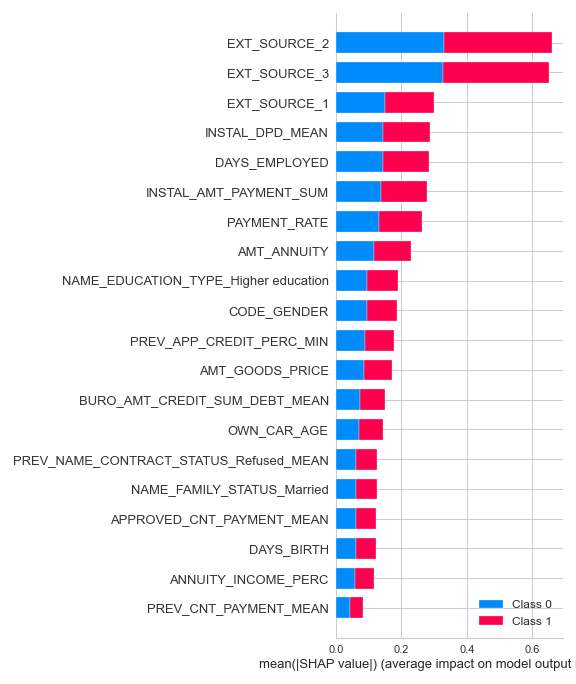 EXT_SOURCE_2
EXT_SOURCE_3
EXT_SOURCE_1
INSTAL_DPD_MEAN
DAYS_EMPLOYED
INSTAL_AMT_PAYMENT_SUM
PAYMENT_RATE
AMT_ANNUITY
NAME_EDUCATION_TYPE_Higher education
CODE_GENDER
PREV_APP_CREDIT_PERC_MIN
AMT_GOODS_PRICE
BURO_AMT_CREDIT_SUM_DEBT_MEAN
OWN_CAR_AGE
PREV_NAME_CONTRACT_STATUS_Refused_MEAN
NAME_FAMILY_STATUS_Married
APPROVED_CNT_PAYMENT_MEAN
DAYS_BIRTH
ANNUITY_INCOME_PERC
PREV_CNT_PAYMENT_MEAN
Class 0
Class 1
0.0 0.2 0.4 0.6
mean(|SHAP value|) (average impact on model output